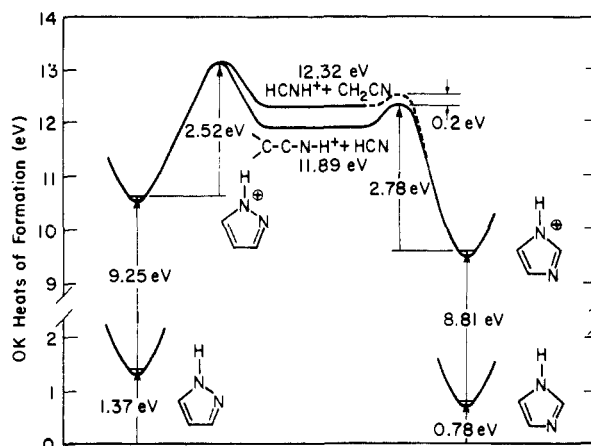 OK Heats of Formation (eV)
14
13
12
11
10
9
2
1
0
12.32 eV
HCNH⁺ + CH₂CN
0.2 eV
2.52 eV
C–C–N–H⁺ + HCN
11.89 eV
2.78 eV
H
N
N
⊕
H
N
N
⊕
9.25 eV
8.81 eV
H
N
N
1.37 eV
H
N
N
0.78 eV